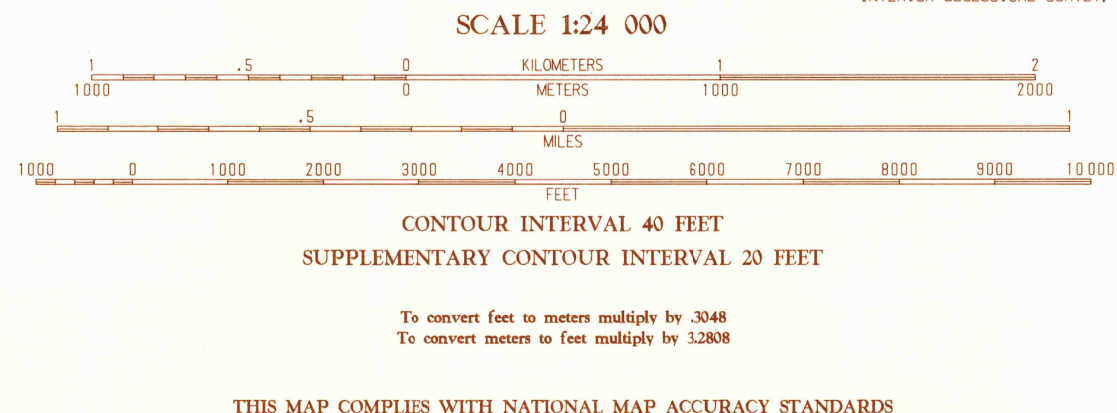 SCALE 1:24 000
1 .5 0 KILOMETERS 1 2
1000 0 METERS 1000 2000
1 .5 0 1
MILES
1000 0 1000 2000 3000 4000 5000 6000 7000 8000 9000 10 000
FEET
CONTOUR INTERVAL 40 FEET
SUPPLEMENTARY CONTOUR INTERVAL 20 FEET
To convert feet to meters multiply by .3048
To convert meters to feet multiply by 3.2808
THIS MAP COMPLIES WITH NATIONAL MAP ACCURACY STANDARDS